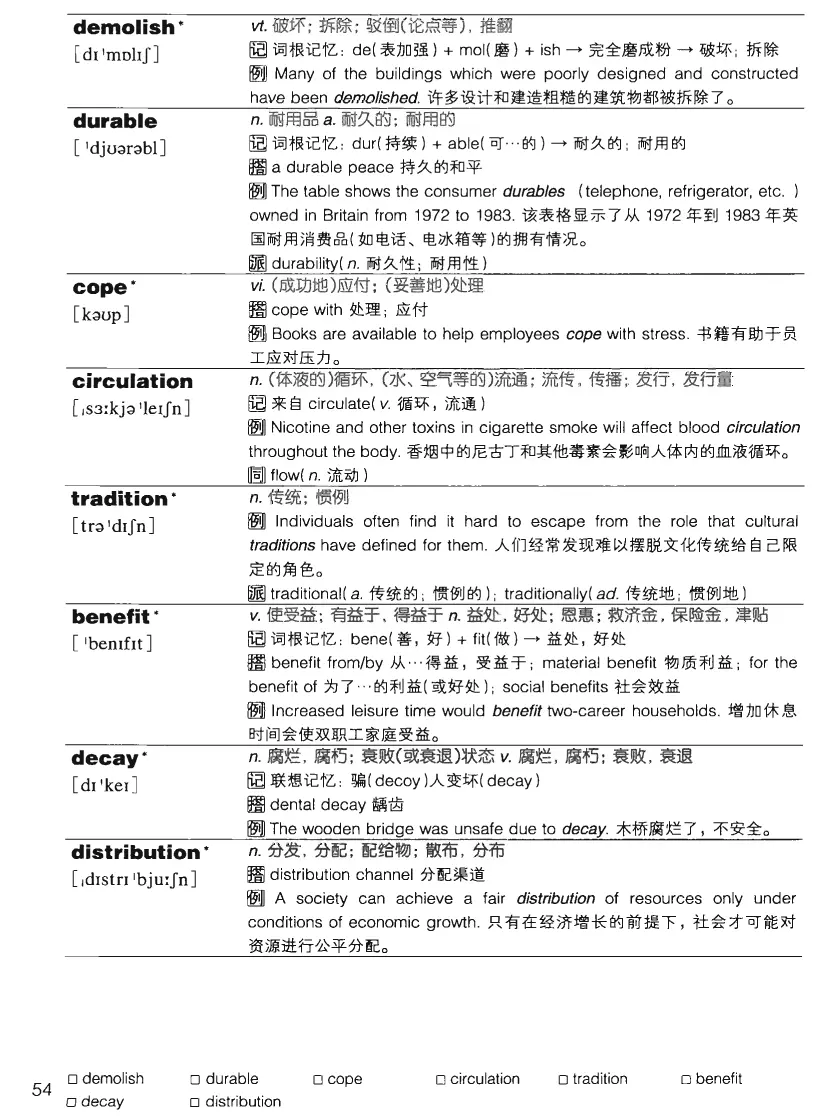 demolish* vt. 破坏；拆除；驳倒(论点等)，推翻
[dɪˈmɒlɪʃ] 记 词根记忆：de(表加强) + mol(磨) + ish → 完全磨成粉 → 破坏；拆除
例 Many of the buildings which were poorly designed and constructed
have been demolished. 许多设计和建造粗糙的建筑物都被拆除了。
durable n. 耐用品 a. 耐久的；耐用的
[ˈdjʊərəbl] 记 词根记忆：dur(持续) + able(可…的) → 耐久的；耐用的
搭 a durable peace 持久的和平
例 The table shows the consumer durables (telephone, refrigerator, etc. )
owned in Britain from 1972 to 1983. 该表格显示了从 1972 年到 1983 年英
国耐用消费品(如电话、电冰箱等)的拥有情况。
派 durability(n. 耐久性；耐用性)
cope* vi. (成功地)应付；(妥善地)处理
[kəʊp] 搭 cope with 处理；应付
例 Books are available to help employees cope with stress. 书籍有助于员
工应对压力。
circulation n. (体液的)循环，(水、空气等的)流通；流传，传播；发行，发行量
[ˌsɜːkjəˈleɪʃn] 记 来自 circulate(v. 循环，流通)
例 Nicotine and other toxins in cigarette smoke will affect blood circulation
throughout the body. 香烟中的尼古丁和其他毒素会影响人体内的血液循环。
同 flow(n. 流动)
tradition* n. 传统；惯例
[trəˈdɪʃn] 例 Individuals often find it hard to escape from the role that cultural
traditions have defined for them. 人们经常发现难以摆脱文化传统给自己限
定的角色。
派 traditional(a. 传统的；惯例的)；traditionally(ad. 传统地；惯例地)
benefit* v. 使受益；有益于，得益于 n. 益处，好处；恩惠；救济金，保险金，津贴
[ˈbenɪfɪt] 记 词根记忆：bene(善，好) + fit(做) → 益处，好处
搭 benefit from/by 从…得益，受益于；material benefit 物质利益；for the
benefit of 为了…的利益(或好处)；social benefits 社会效益
例 Increased leisure time would benefit two-career households. 增加休息
时间会使双职工家庭受益。
decay* n. 腐烂，腐朽；衰败(或衰退)状态 v. 腐烂，腐朽；衰败，衰退
[dɪˈkeɪ] 记 联想记忆：骗(decoy)人变坏(decay)
搭 dental decay 龋齿
例 The wooden bridge was unsafe due to decay. 木桥腐烂了，不安全。
distribution* n. 分发，分配；配给物；散布，分布
[ˌdɪstrɪˈbjuːʃn] 搭 distribution channel 分配渠道
例 A society can achieve a fair distribution of resources only under
conditions of economic growth. 只有在经济增长的前提下，社会才可能对
资源进行公平分配。
54 □ demolish □ durable □ cope □ circulation □ tradition □ benefit
□ decay □ distribution